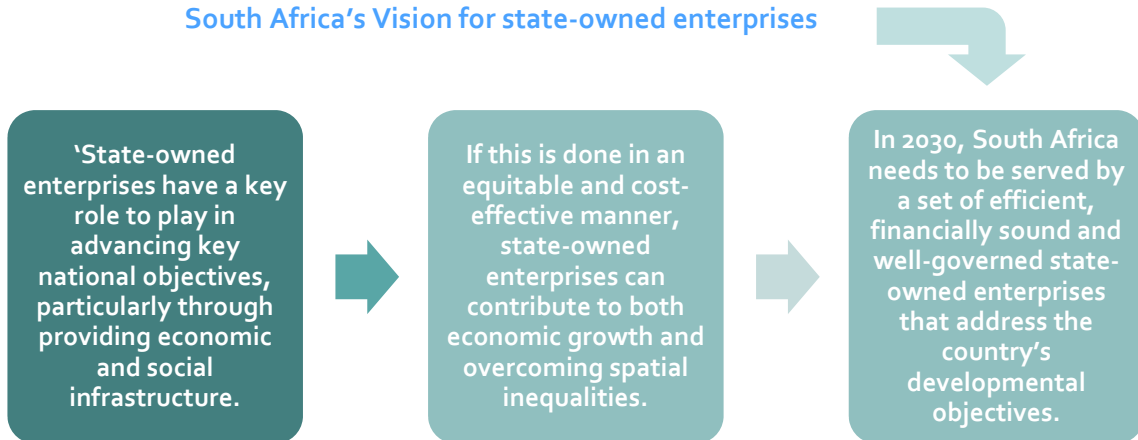 South Africa's Vision for state-owned enterprises
‘State-
owned
enterprises have a key
role to play in
advancing key
national objectives,
particularly through
providing economic
and social
infrastructure.
If this is done in an
equitable and cost-
effective manner,
state-owned
enterprises can
contribute to both
economic growth and
overcoming spatial
inequalities.
In 2030, South Africa
needs to be served by
a set of efficient,
financially sound and
well-governed state-
owned enterprises
that address the
country's
developmental
objectives.